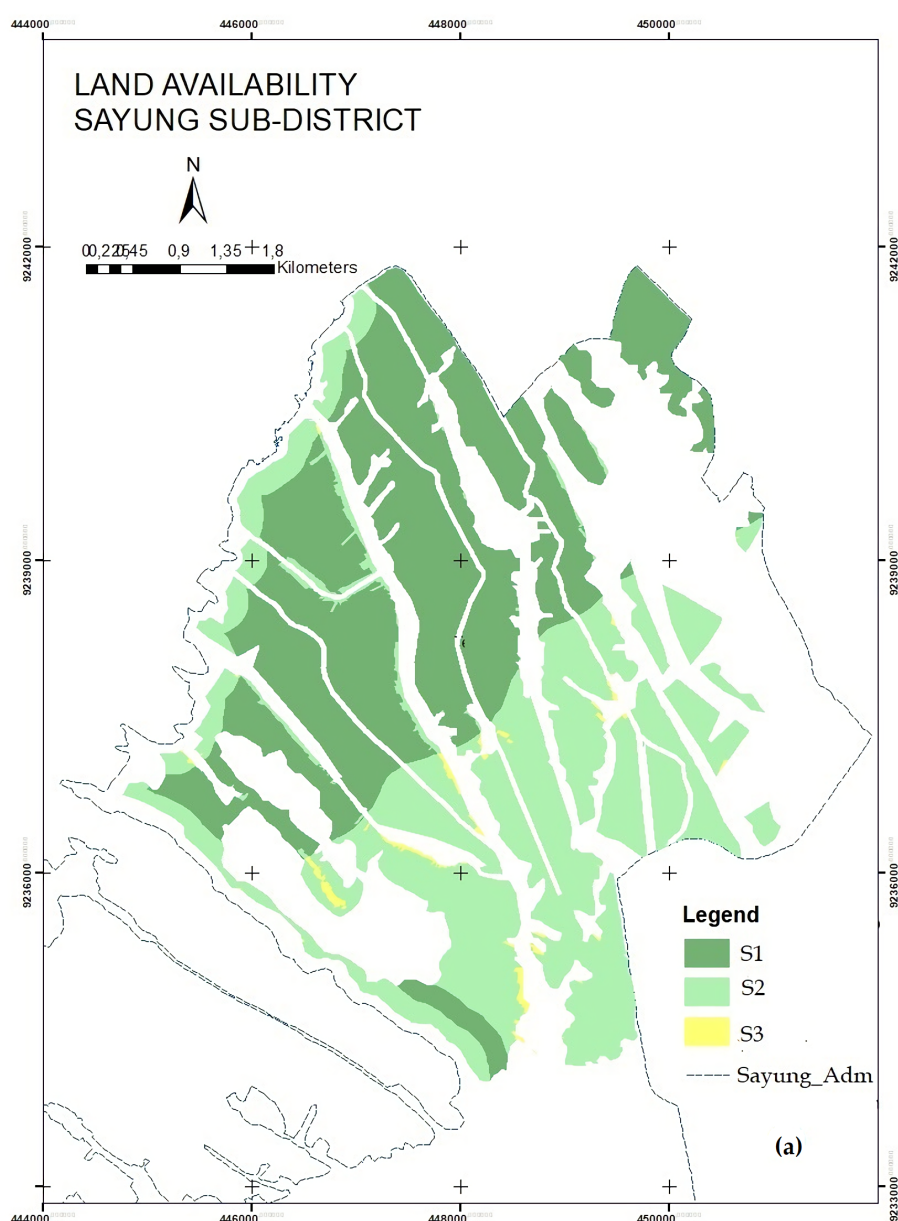 444000 446000 448000 450000
LAND AVAILABILITY
SAYUNG SUB-DISTRICT
N
0,9 1,35 1,8
Kilometers
9242000 9242000
9239000 9239000
9236000 9236000
Legend
S1
S2
S3
Sayung_Adm
(a)
9233000
444000 446000 448000 450000